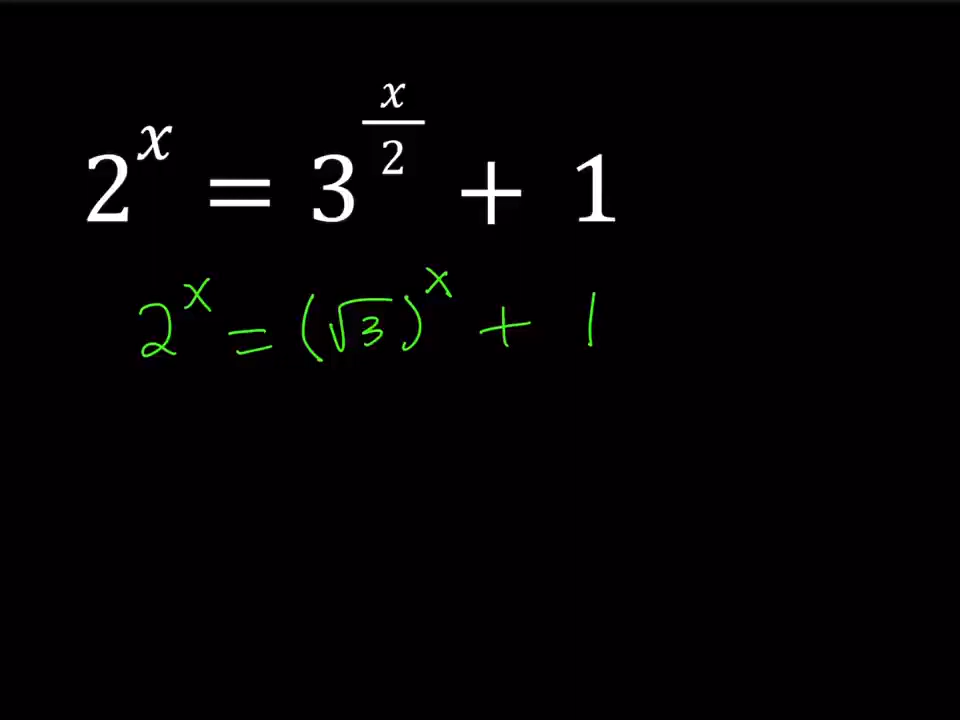 2^x = 3^(x/2) + 1
2^x = (√3)^x + 1